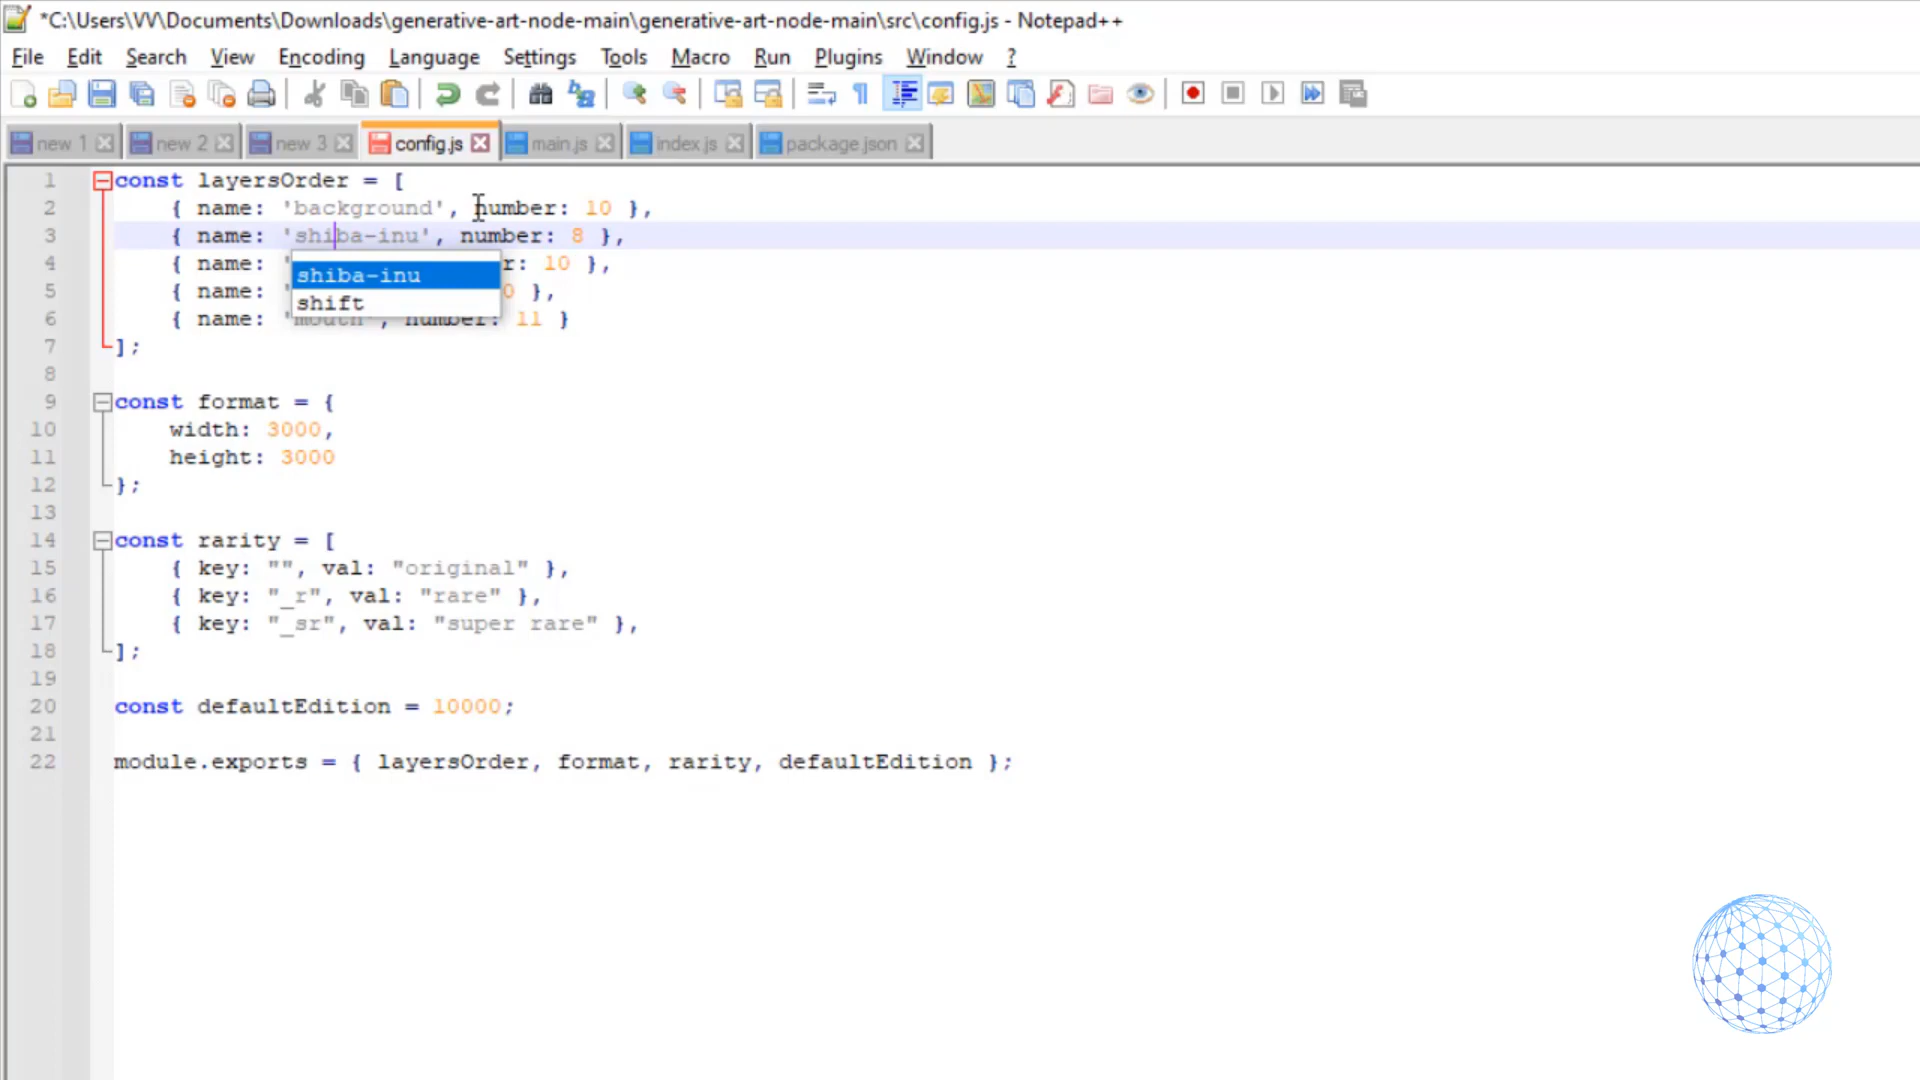 *C:\Users\VV\Documents\Downloads\generative-art-node-main\generative-art-node-main\src\config.js - Notepad++
File Edit Search View Encoding Language Settings Tools Macro Run Plugins Window ?
new 1 new 2 new 3 config.js main.js index.js package.json
1 const layersOrder = [
2 { name: 'background', number: 10 },
3 { name: 'shiba-inu', number: 8 },
4 { name: ' r: 10 },
shiba-inu
5 { name: ' 0 },
shift
6 { name: 'mouth', number: 11 }
7 ];
8
9 const format = {
10 width: 3000,
11 height: 3000
12 };
13
14 const rarity = [
15 { key: "", val: "original" },
16 { key: "_r", val: "rare" },
17 { key: "_sr", val: "super rare" },
18 ];
19
20 const defaultEdition = 10000;
21
22 module.exports = { layersOrder, format, rarity, defaultEdition };